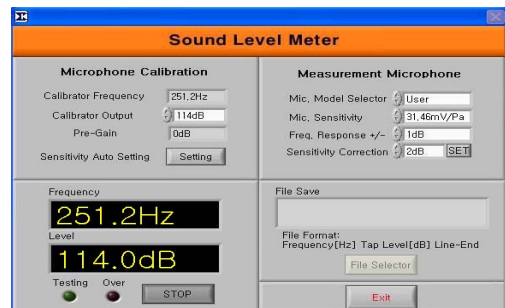 Sound Level Meter
Microphone Calibration
Calibrator Frequency 251,2Hz
Calibrator Output 114dB
Pre-Gain 0dB
Sensitivity Auto Setting Setting
Measurement Microphone
Mic, Model Selector User
Mic, Sensitivity 31,46mV/Pa
Freq, Response +/- 1dB
Sensitivity Correction 2dB SET
Frequency
251.2Hz
Level
114.0dB
Testing Over
STOP
File Save
File Format:
Frequency[Hz] Tap Level[dB] Line-End
File Selector
Exit